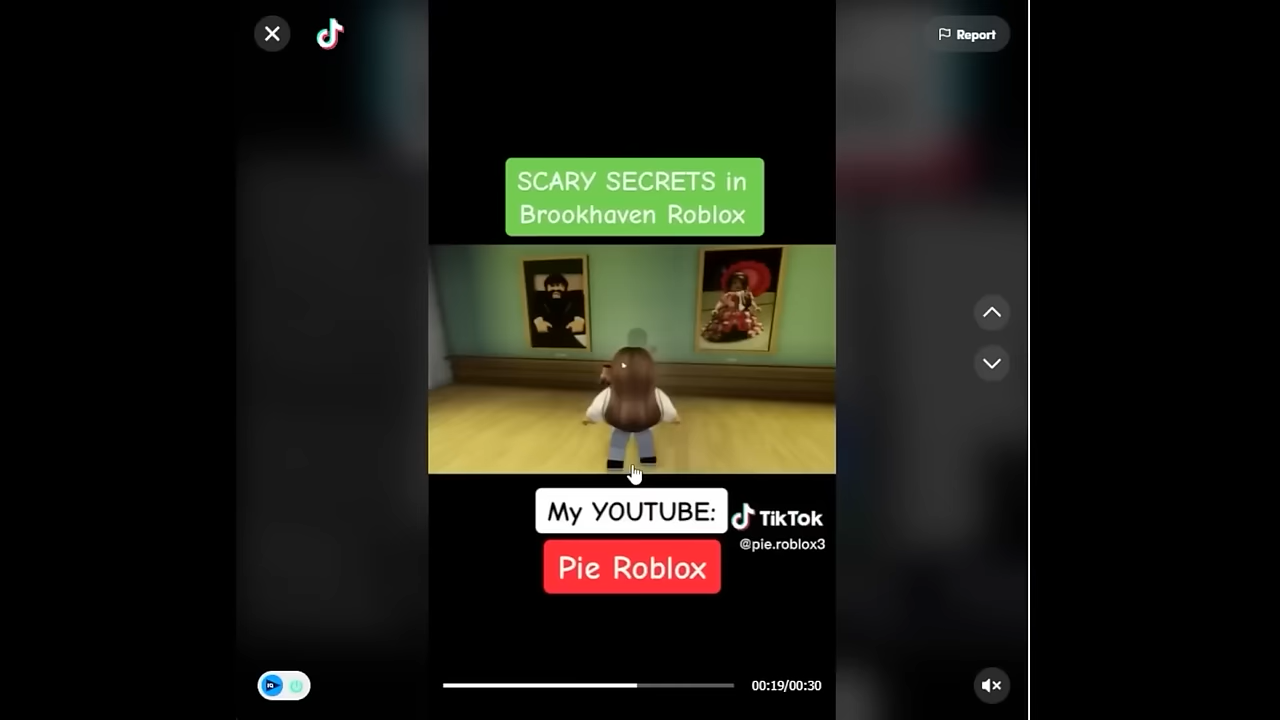 Report
SCARY SECRETS in
Brookhaven Roblox
My YOUTUBE:
TikTok
@pie.roblox3
Pie Roblox
00:19/00:30